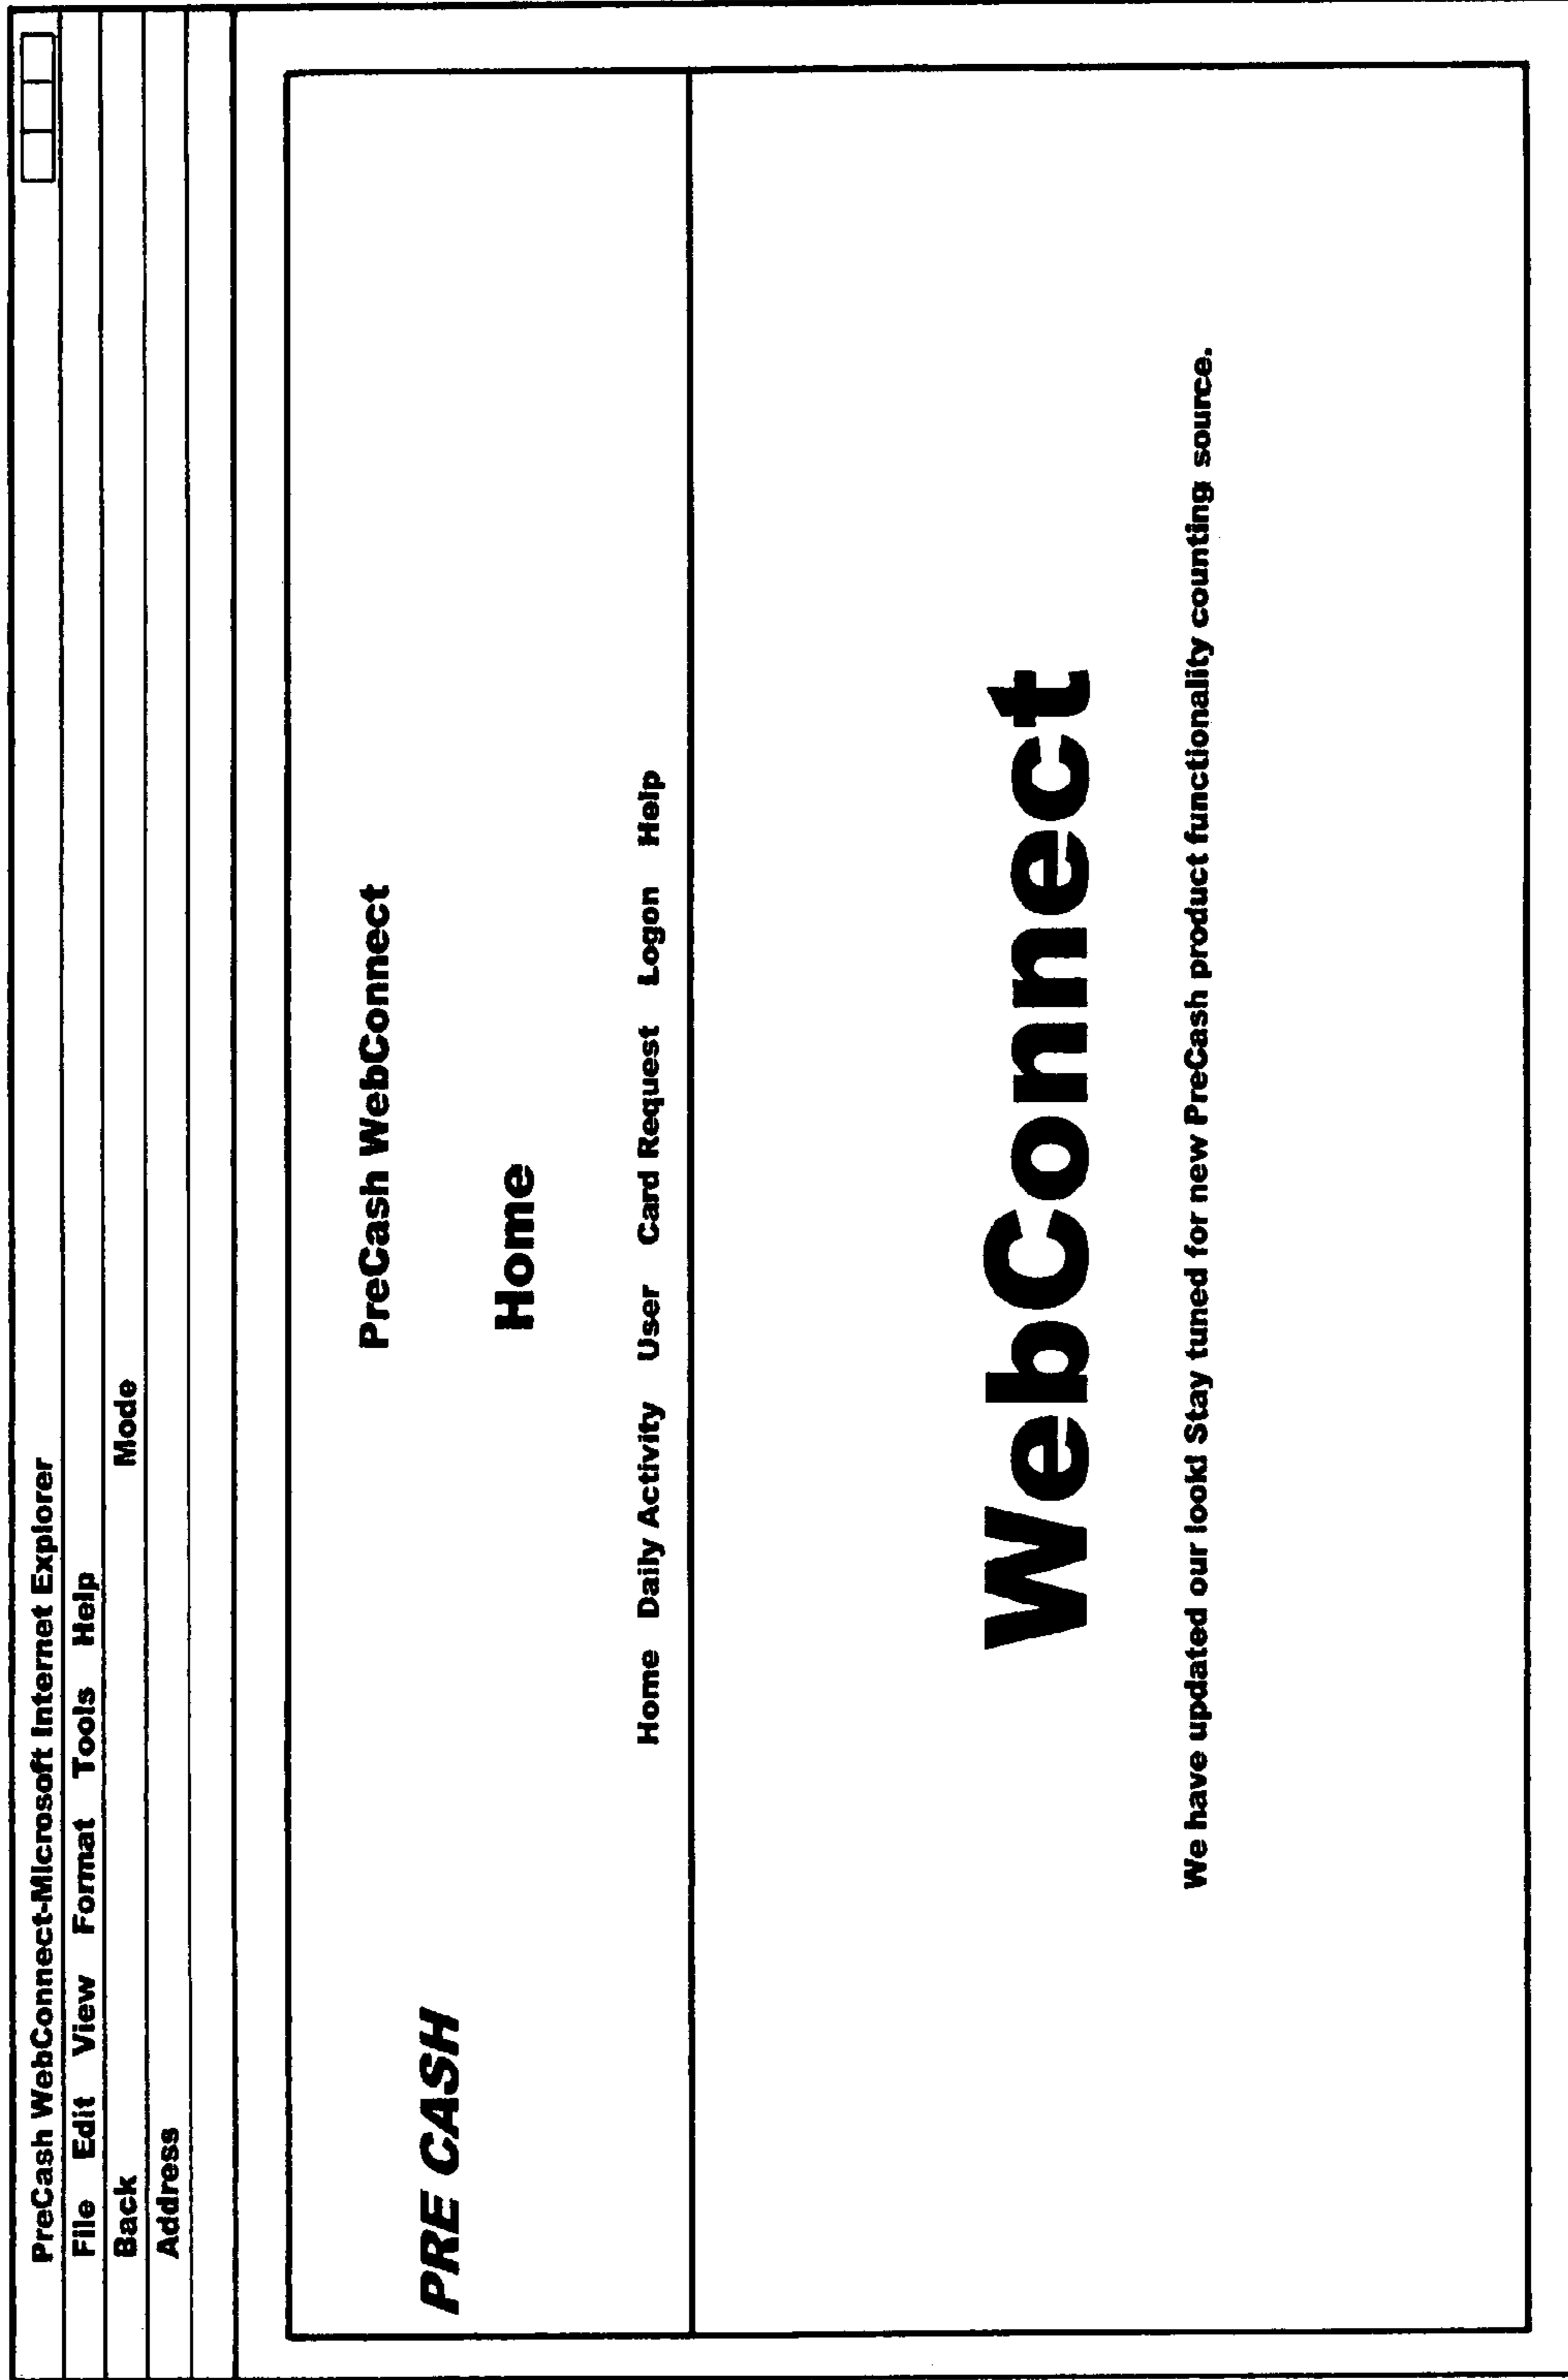 PreCash WebConnect-Microsoft Internet Explorer
File Edit View Format Tools Help
Back Mode
Address
PreCash WebConnect
PRE CASH
Home
Home Daily Activity User Card Request Logon Help
WebConnect
We have updated our look! Stay tuned for new PreCash product functionality counting source.